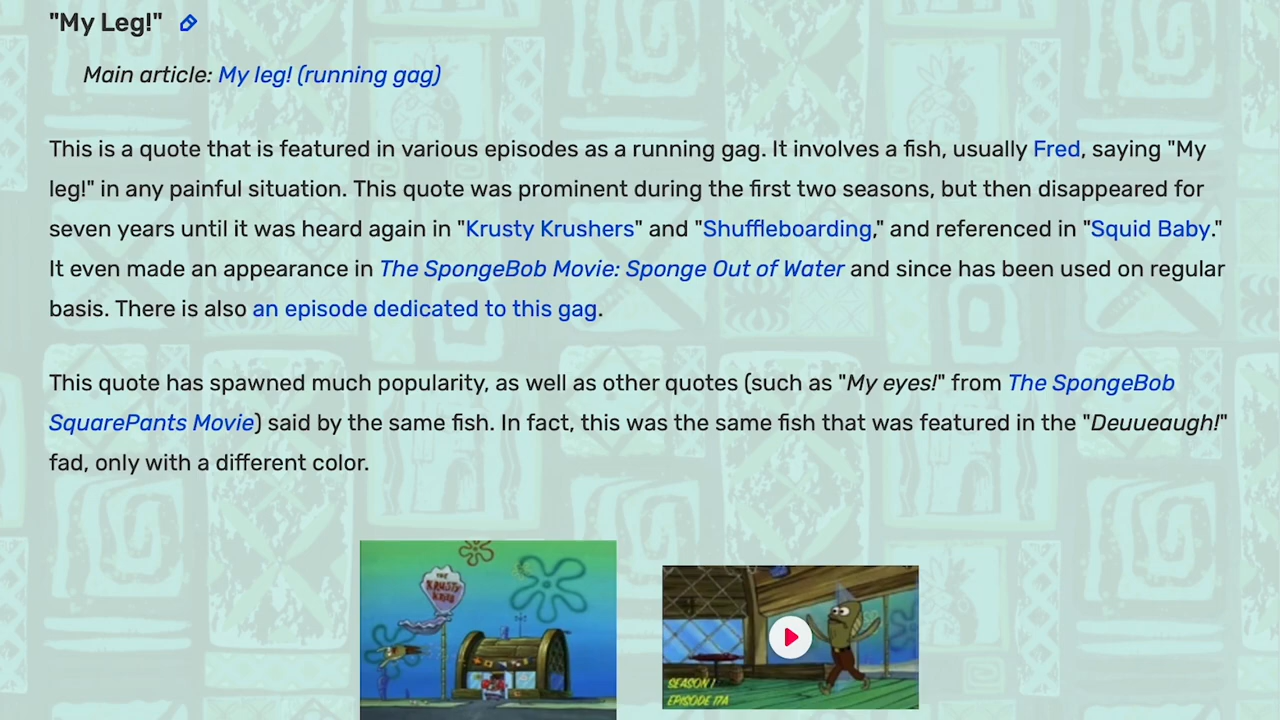 "My Leg!"
Main article: My leg! (running gag)
This is a quote that is featured in various episodes as a running gag. It involves a fish, usually Fred, saying "My
leg!" in any painful situation. This quote was prominent during the first two seasons, but then disappeared for
seven years until it was heard again in "Krusty Krushers" and "Shuffleboarding," and referenced in "Squid Baby."
It even made an appearance in The SpongeBob Movie: Sponge Out of Water and since has been used on regular
basis. There is also an episode dedicated to this gag.
This quote has spawned much popularity, as well as other quotes (such as "My eyes!" from The SpongeBob
SquarePants Movie) said by the same fish. In fact, this was the same fish that was featured in the "Deuueaugh!"
fad, only with a different color.
THE
KRUSTY
KRAB
SEASON 1
EPISODE 17A